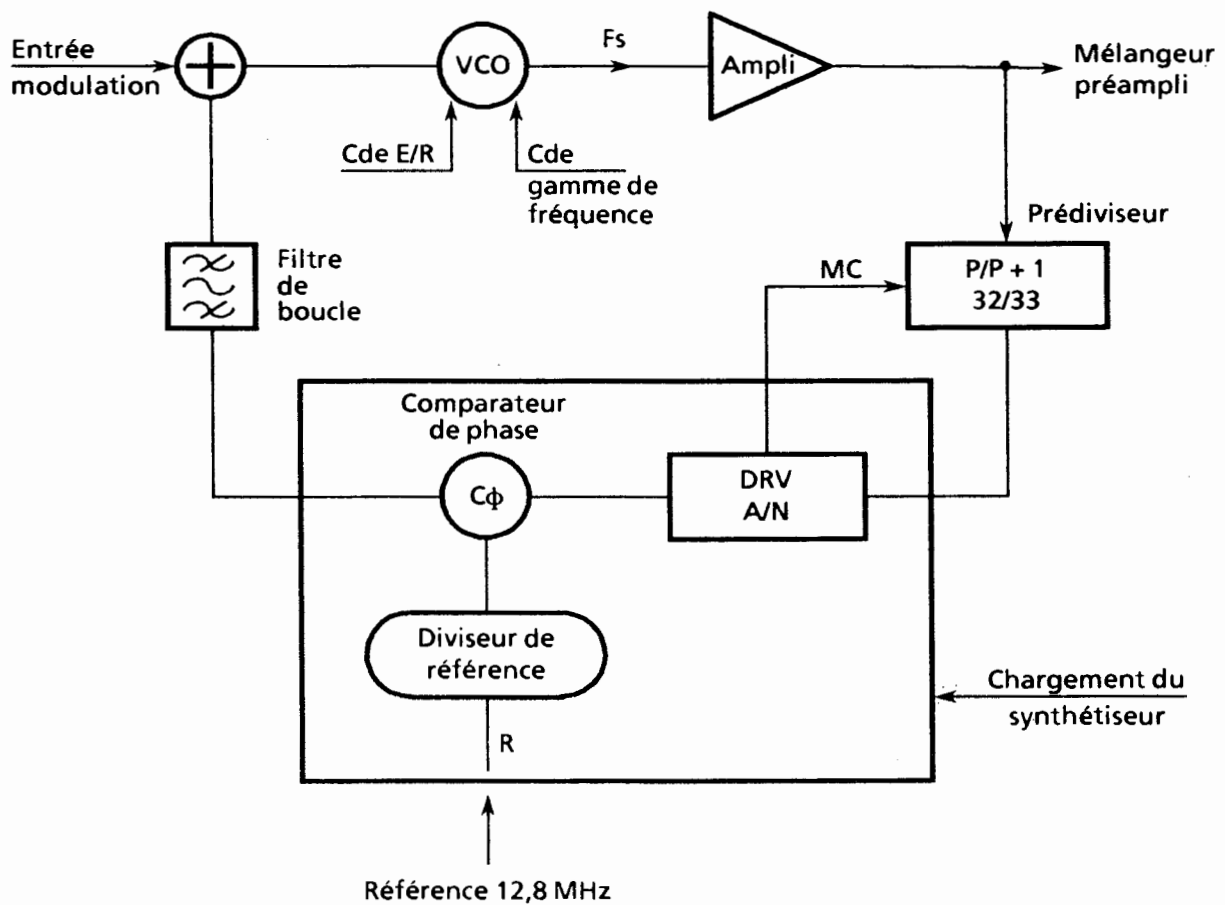 Entrée
modulation
VCO
Fs
Ampli
Mélangeur
préampli
Cde E/R
Cde
gamme de
fréquence
Prédiviseur
MC
P/P + 1
32/33
Filtre
de
boucle
Comparateur
de phase
Cϕ
DRV
A/N
Diviseur de
référence
R
Chargement du
synthétiseur
Référence 12,8 MHz